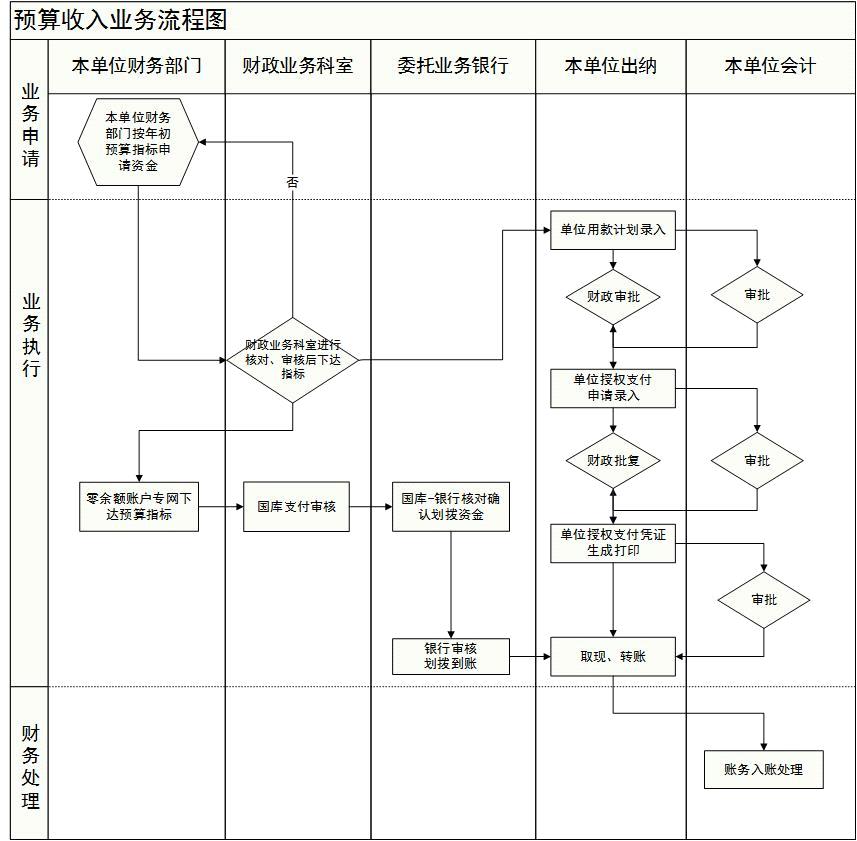 预算收入业务流程图
本单位财务部门
财政业务科室
委托业务银行
本单位出纳
本单位会计
业务申请
本单位财务
部门按年初
预算指标申
请资金
否
业务执行
单位用款计划录入
财政审批
审批
财政业务科室进行
核对、审核后下达
指标
单位授权支付
申请录入
财政批复
审批
零余额账户专网下
达预算指标
国库支付审核
国库-银行核对确
认划拨资金
单位授权支付凭证
生成打印
审批
银行审核
划拨到账
取现、转账
财务处理
账务入账处理